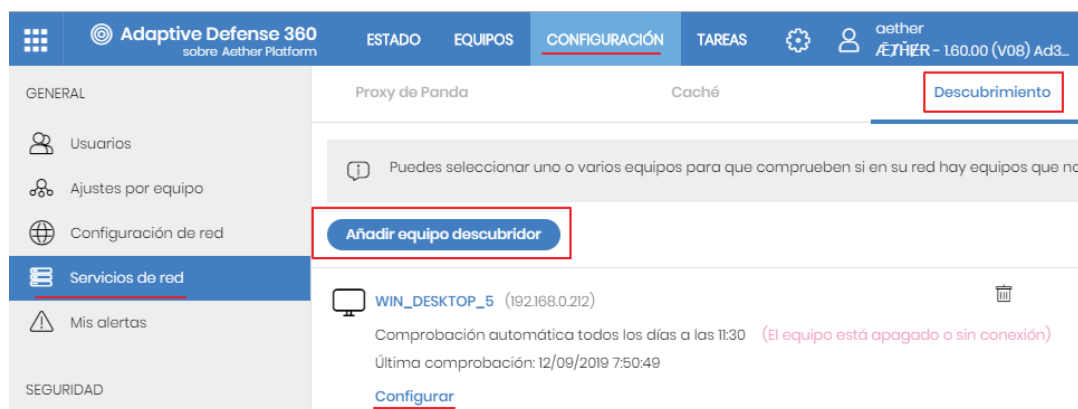 Adaptive Defense 360
sobre Aether Platform
ESTADO EQUIPOS CONFIGURACIÓN TAREAS
aether
ÆTHER - 1.60.00 (V08) Ad3...
GENERAL
Usuarios
Ajustes por equipo
Configuración de red
Servicios de red
Mis alertas
SEGURIDAD
Proxy de Panda Caché Descubrimiento
Puedes seleccionar uno o varios equipos para que comprueben si en su red hay equipos que no
Añadir equipo descubridor
WIN_DESKTOP_5 (192.168.0.212)
Comprobación automática todos los días a las 11:30 (El equipo está apagado o sin conexión)
Última comprobación: 12/09/2019 7:50:49
Configurar